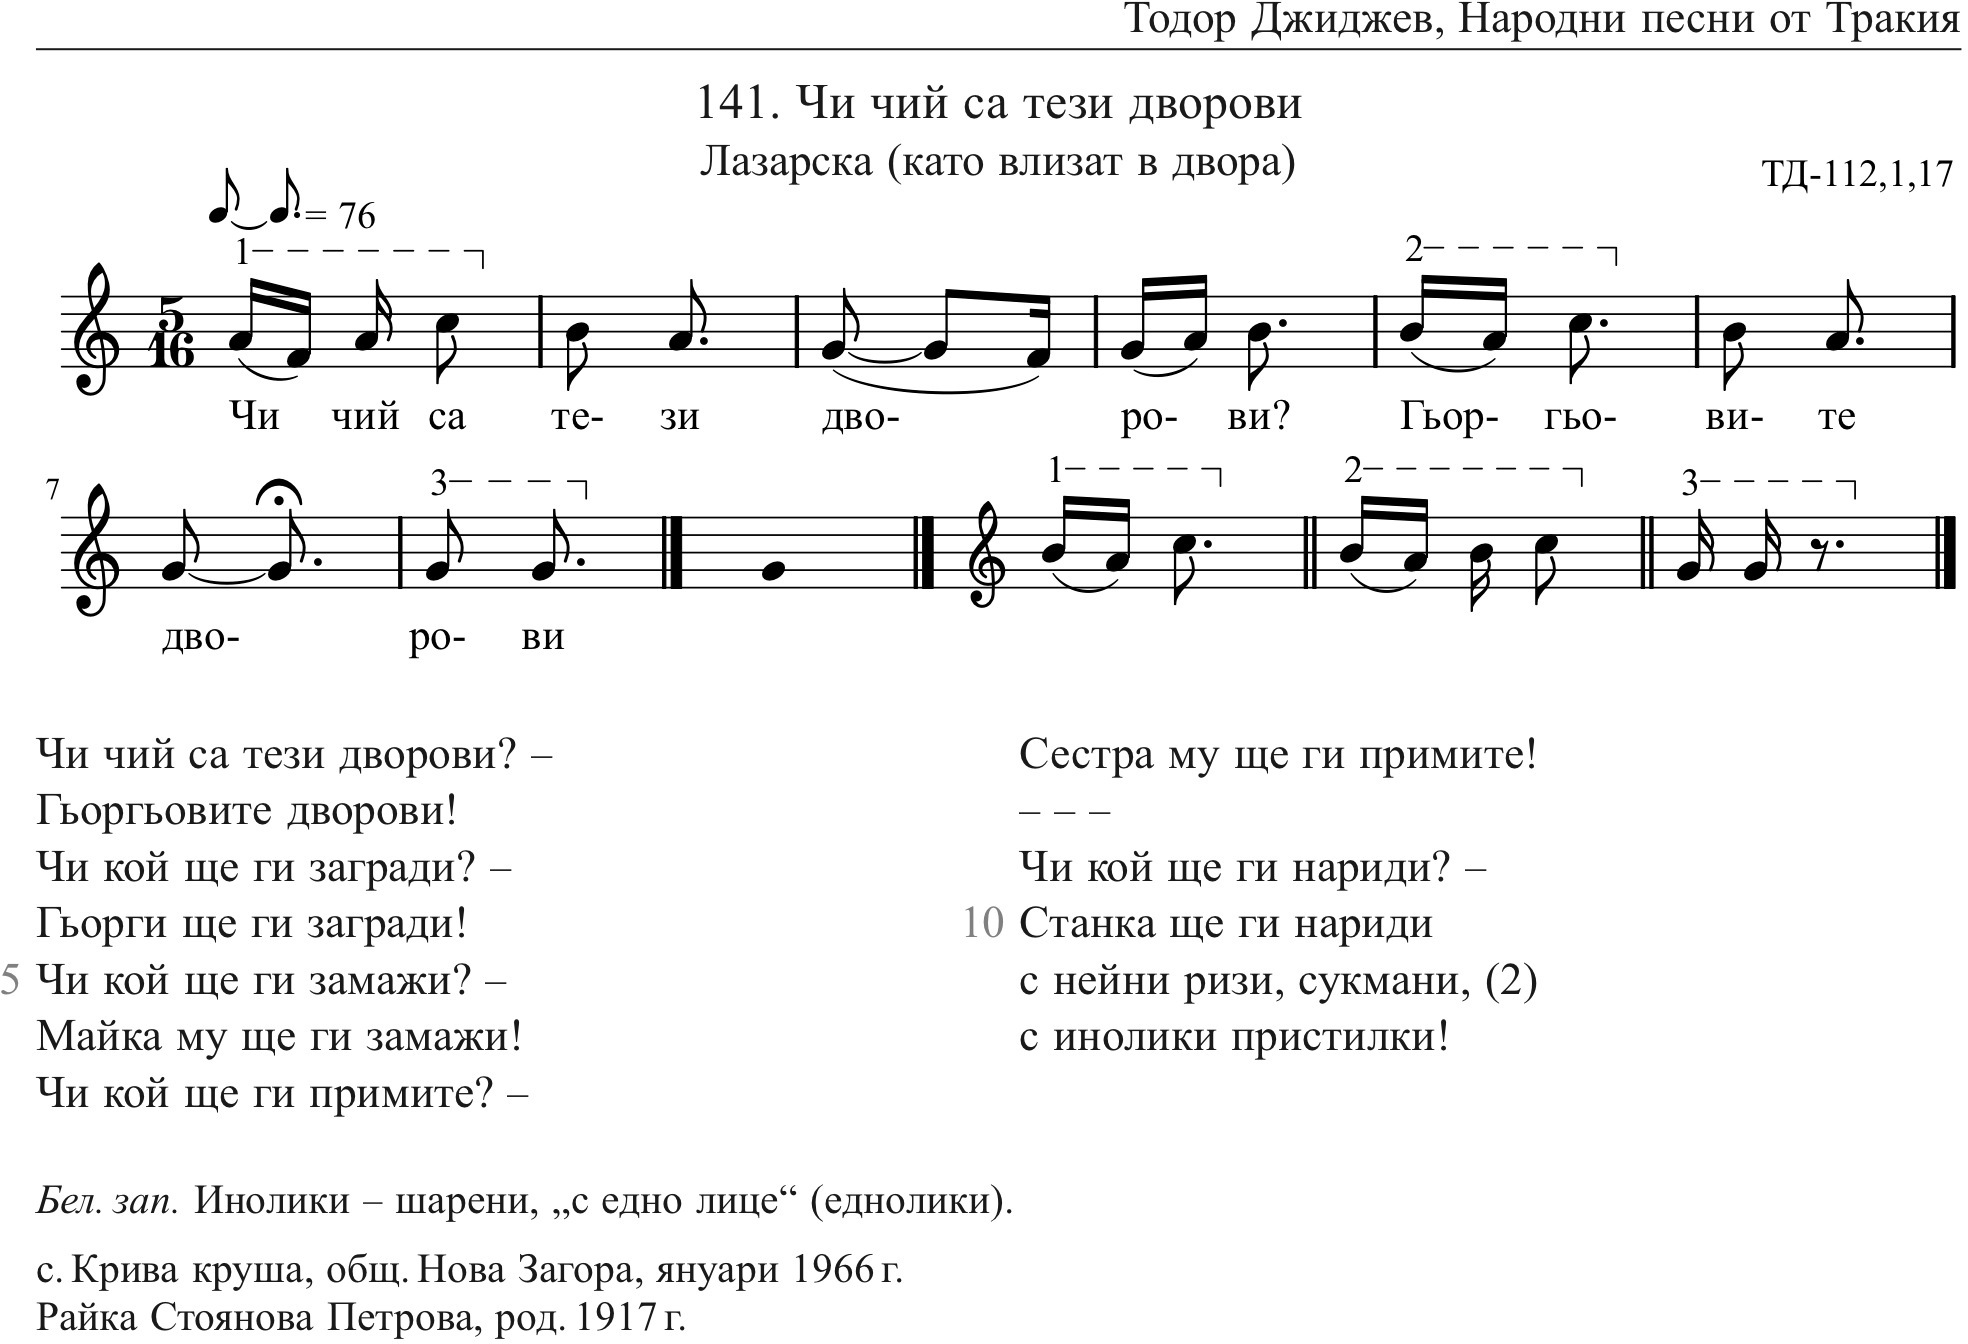 Тодор Джиджев, Народни песни от Тракия
141. Чи чий са тези дворови
Лазарска (като влизат в двора)
ТД-112,1,17
= 76
1
2
5
16
Чи чий са те- зи дво- ро- ви? Гьор- гьо- ви- те
7
3
1
2
3
дво- ро- ви
Чи чий са тези дворови? –
Гьоргьовите дворови!
Чи кой ще ги загради? –
Гьорги ще ги загради!
5 Чи кой ще ги замажи? –
Майка му ще ги замажи!
Чи кой ще ги примите? –
Сестра му ще ги примите!
– – –
Чи кой ще ги нариди? –
10 Станка ще ги нариди
с нейни ризи, сукмани, (2)
с инолики пристилки!
Бел. зап. Инолики – шарени, „с едно лице“ (еднолики).
с. Крива круша, общ. Нова Загора, януари 1966 г.
Райка Стоянова Петрова, род. 1917 г.